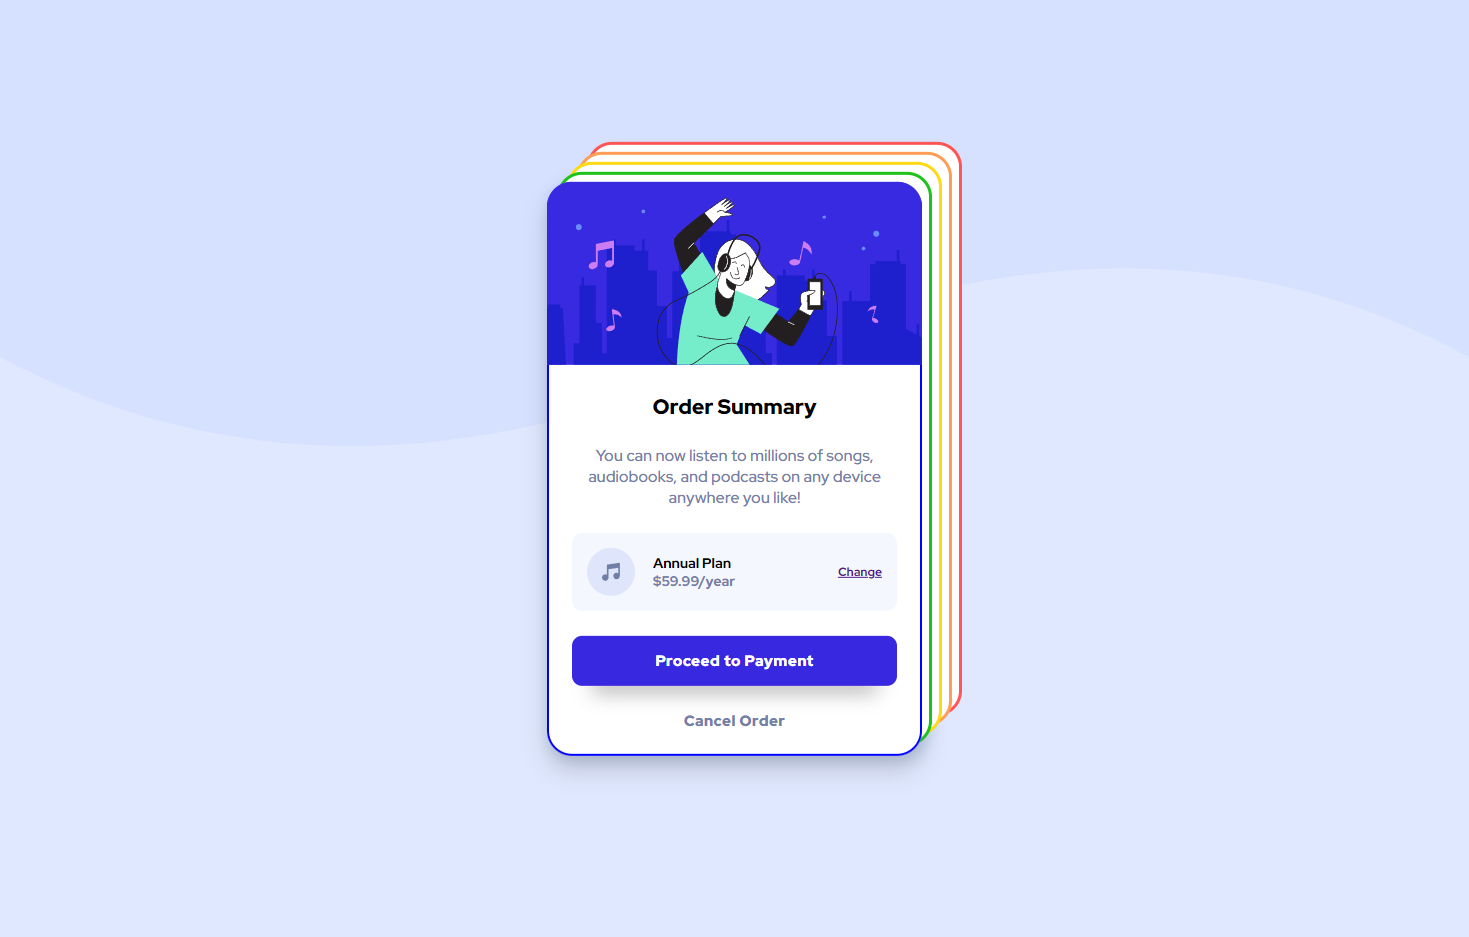 Order Summary
You can now listen to millions of songs,
audiobooks, and podcasts on any device
anywhere you like!
Annual Plan
$59.99/year
Change
Proceed to Payment
Cancel Order